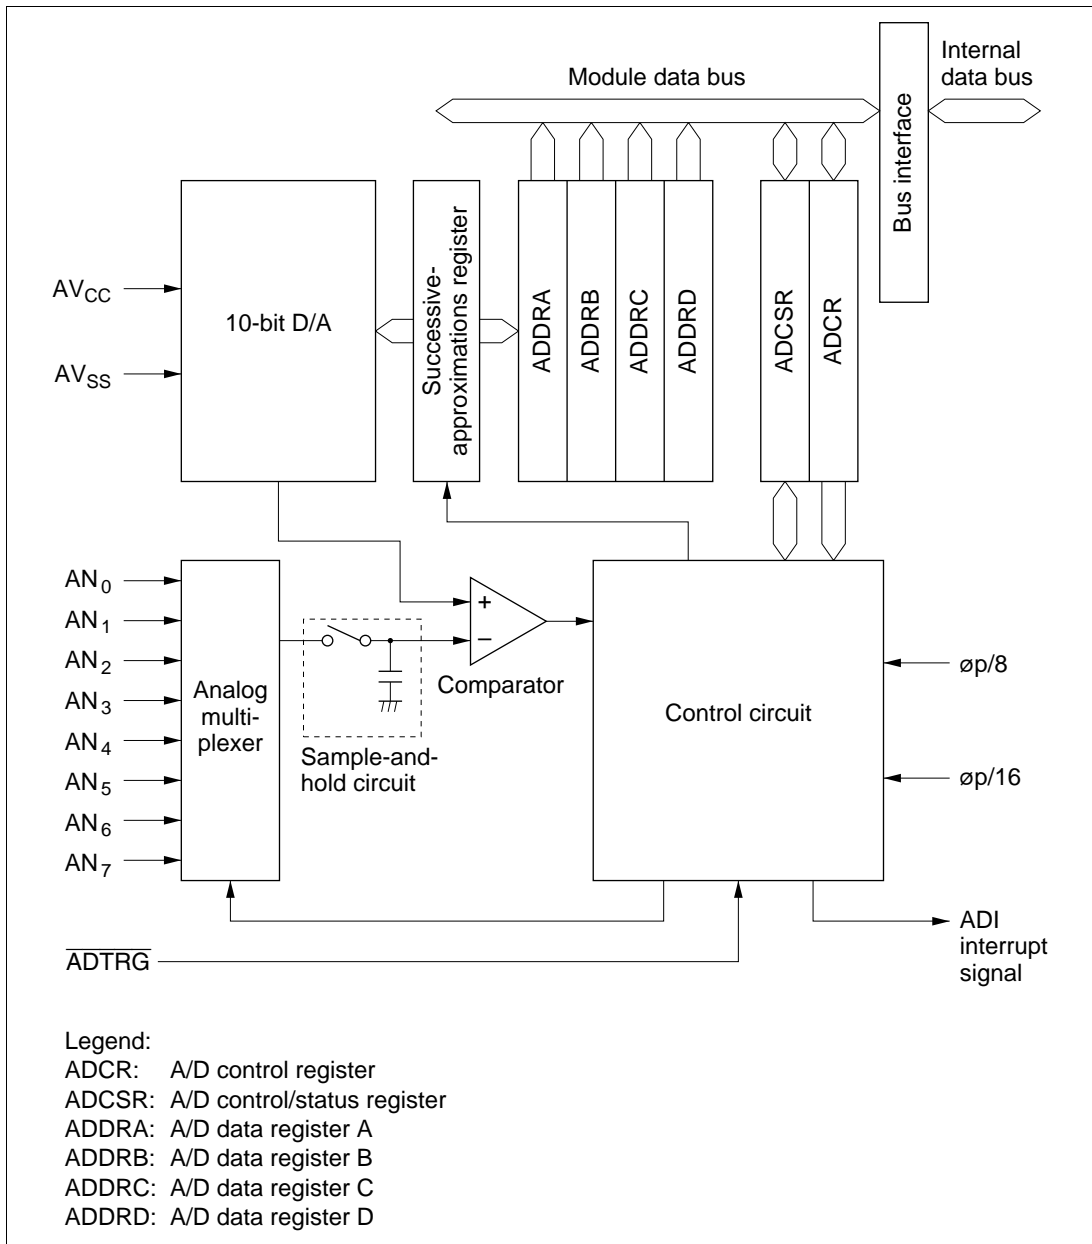 Internal
data bus
Module data bus
Bus interface
10-bit D/A
Successive-
approximations register
ADDRA
ADDRB
ADDRC
ADDRD
ADCSR
ADCR
AVCC
AVSS
AN0
AN1
AN2
AN3
AN4
AN5
AN6
AN7
Analog
multi-
plexer
Sample-and-
hold circuit
+
−
Comparator
Control circuit
øp/8
øp/16
ADTRG
ADI
interrupt
signal
Legend:
ADCR: A/D control register
ADCSR: A/D control/status register
ADDRA: A/D data register A
ADDRB: A/D data register B
ADDRC: A/D data register C
ADDRD: A/D data register D